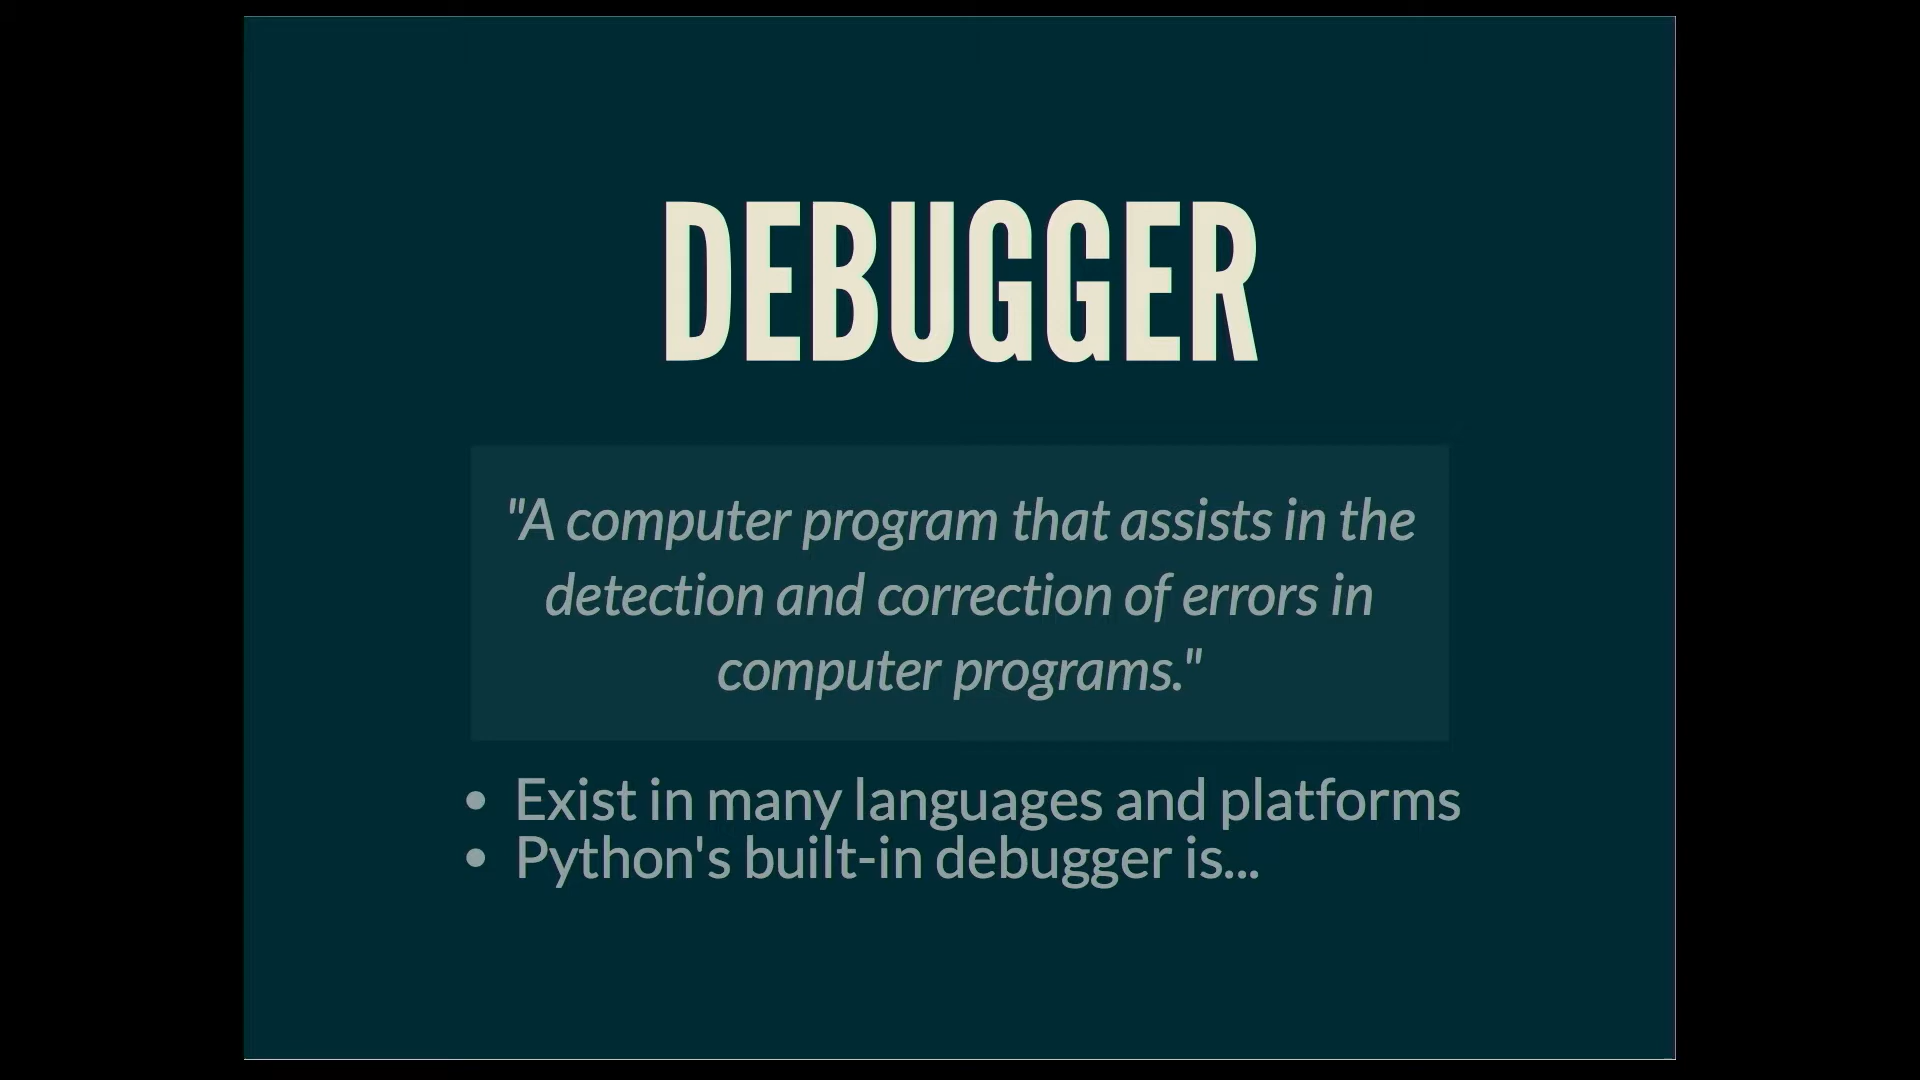 DEBUGGER
"A computer program that assists in the
detection and correction of errors in
computer programs."
• Exist in many languages and platforms
• Python's built-in debugger is...